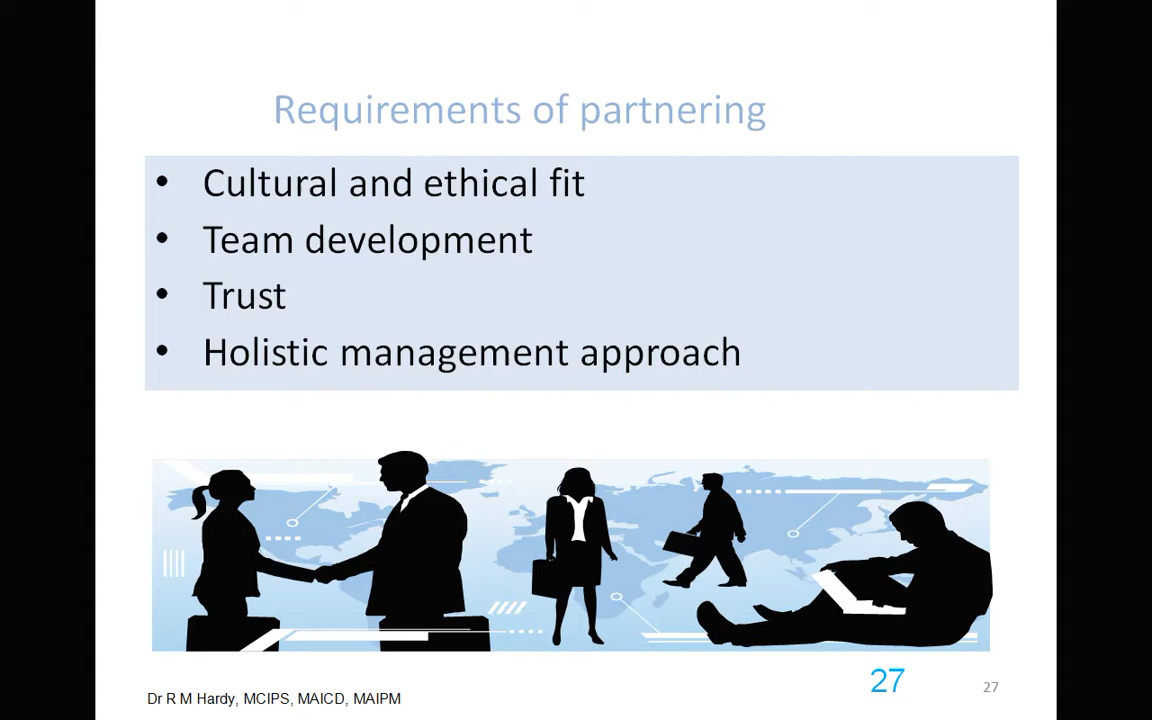 Requirements of partnering
• Cultural and ethical fit
• Team development
• Trust
• Holistic management approach
Dr R M Hardy, MCIPS, MAICD, MAIPM
27
27